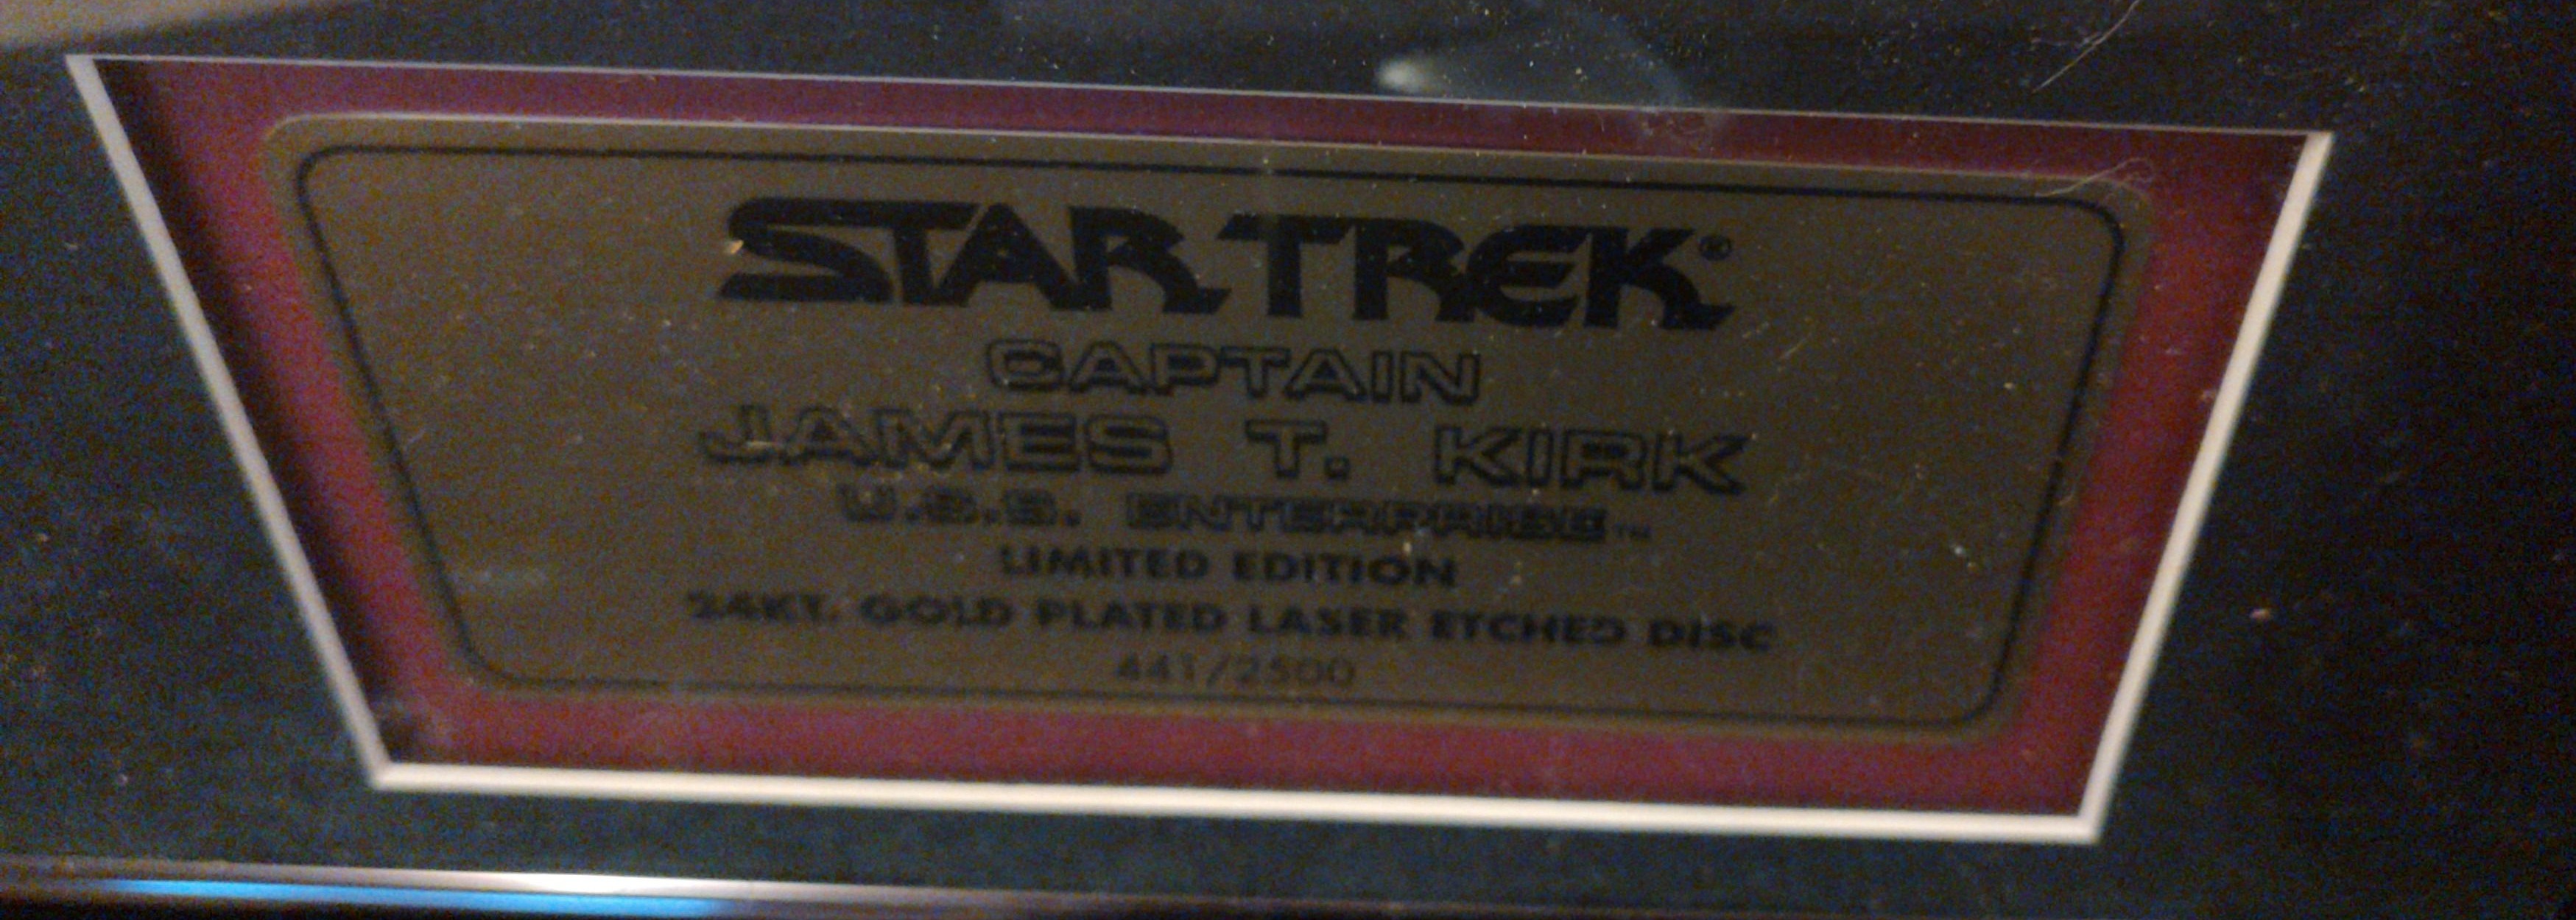 STAR TREK®
CAPTAIN
JAMES T. KIRK
U.S.S. ENTERPRISE™
LIMITED EDITION
24KT. GOLD PLATED LASER ETCHED DISC
441/2500